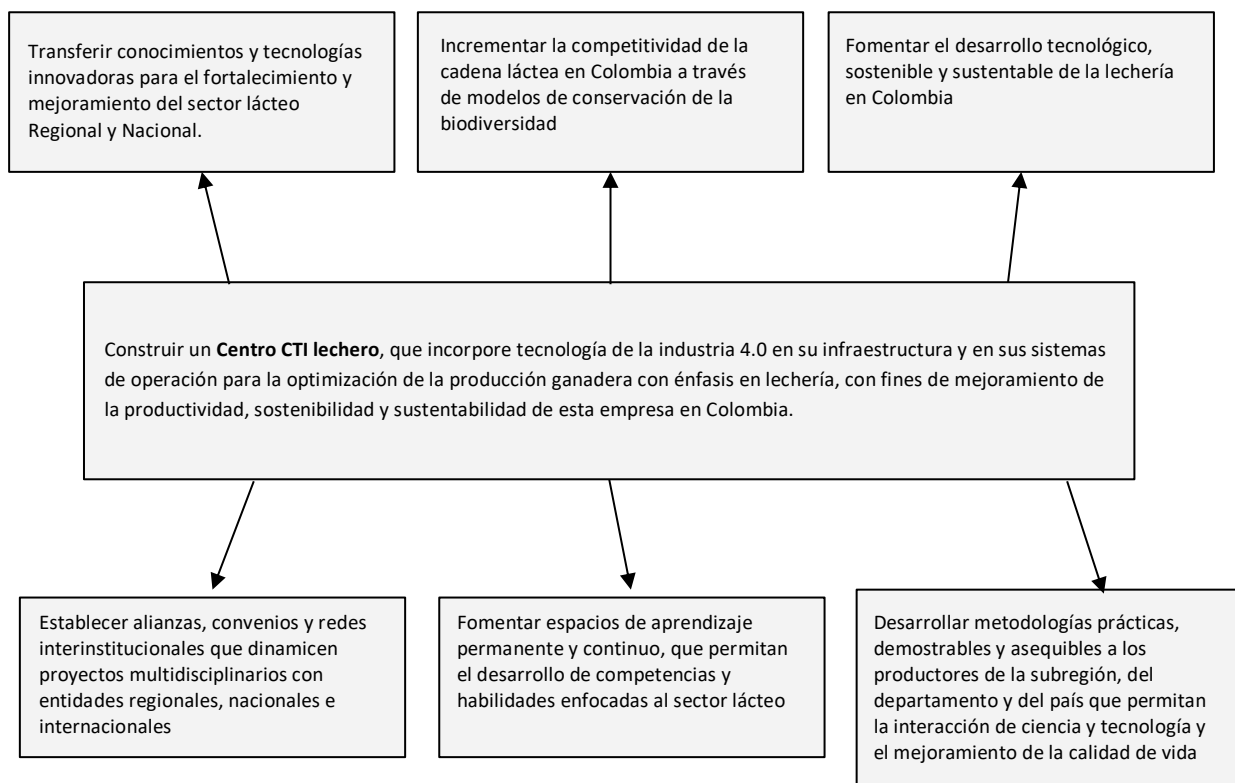 Transferir conocimientos y tecnologías
innovadoras para el fortalecimiento y
mejoramiento del sector lácteo
Regional y Nacional.
Incrementar la competitividad de la
cadena láctea en Colombia a través
de modelos de conservación de la
biodiversidad
Fomentar el desarrollo tecnológico,
sostenible y sustentable de la lechería
en Colombia
Construir un Centro CTI lechero, que incorpore tecnología de la industria 4.0 en su infraestructura y en sus sistemas
de operación para la optimización de la producción ganadera con énfasis en lechería, con fines de mejoramiento de
la productividad, sostenibilidad y sustentabilidad de esta empresa en Colombia.
Establecer alianzas, convenios y redes
interinstitucionales que dinamicen
proyectos multidisciplinarios con
entidades regionales, nacionales e
internacionales
Fomentar espacios de aprendizaje
permanente y continuo, que permitan
el desarrollo de competencias y
habilidades enfocadas al sector lácteo
Desarrollar metodologías prácticas,
demostrables y asequibles a los
productores de la subregión, del
departamento y del país que permitan
la interacción de ciencia y tecnología y
el mejoramiento de la calidad de vida